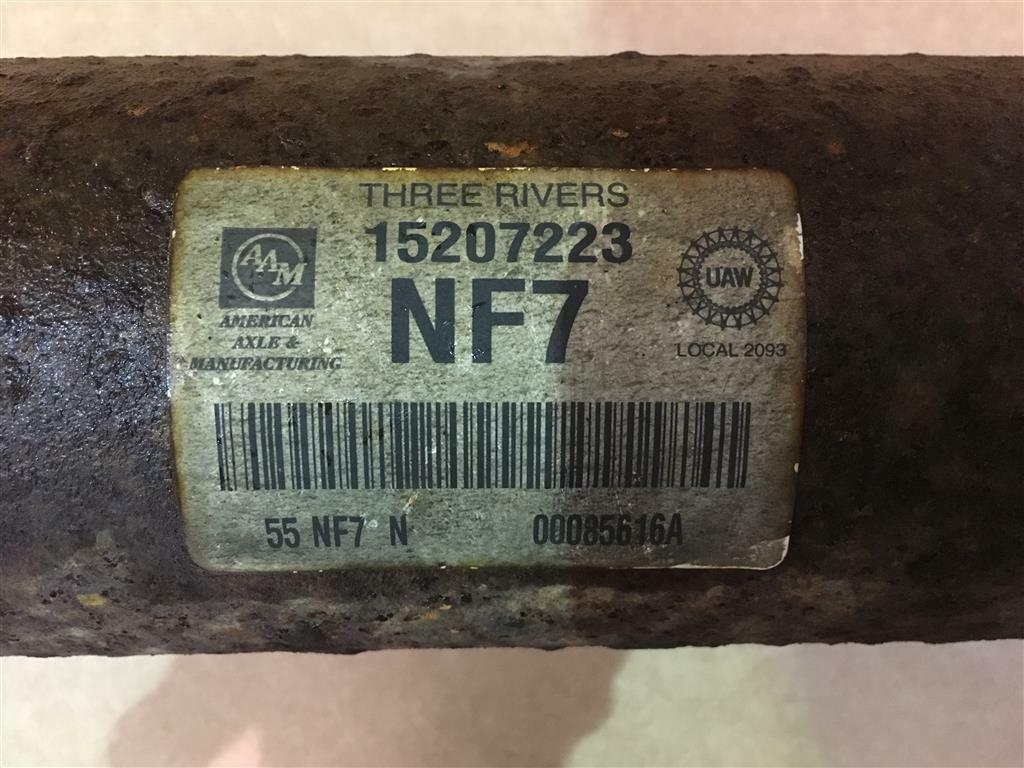 THREE RIVERS
15207223
NF7
AAM
AMERICAN
AXLE &
MANUFACTURING
UAW
LOCAL 2093
55 NF7 N 00085616A